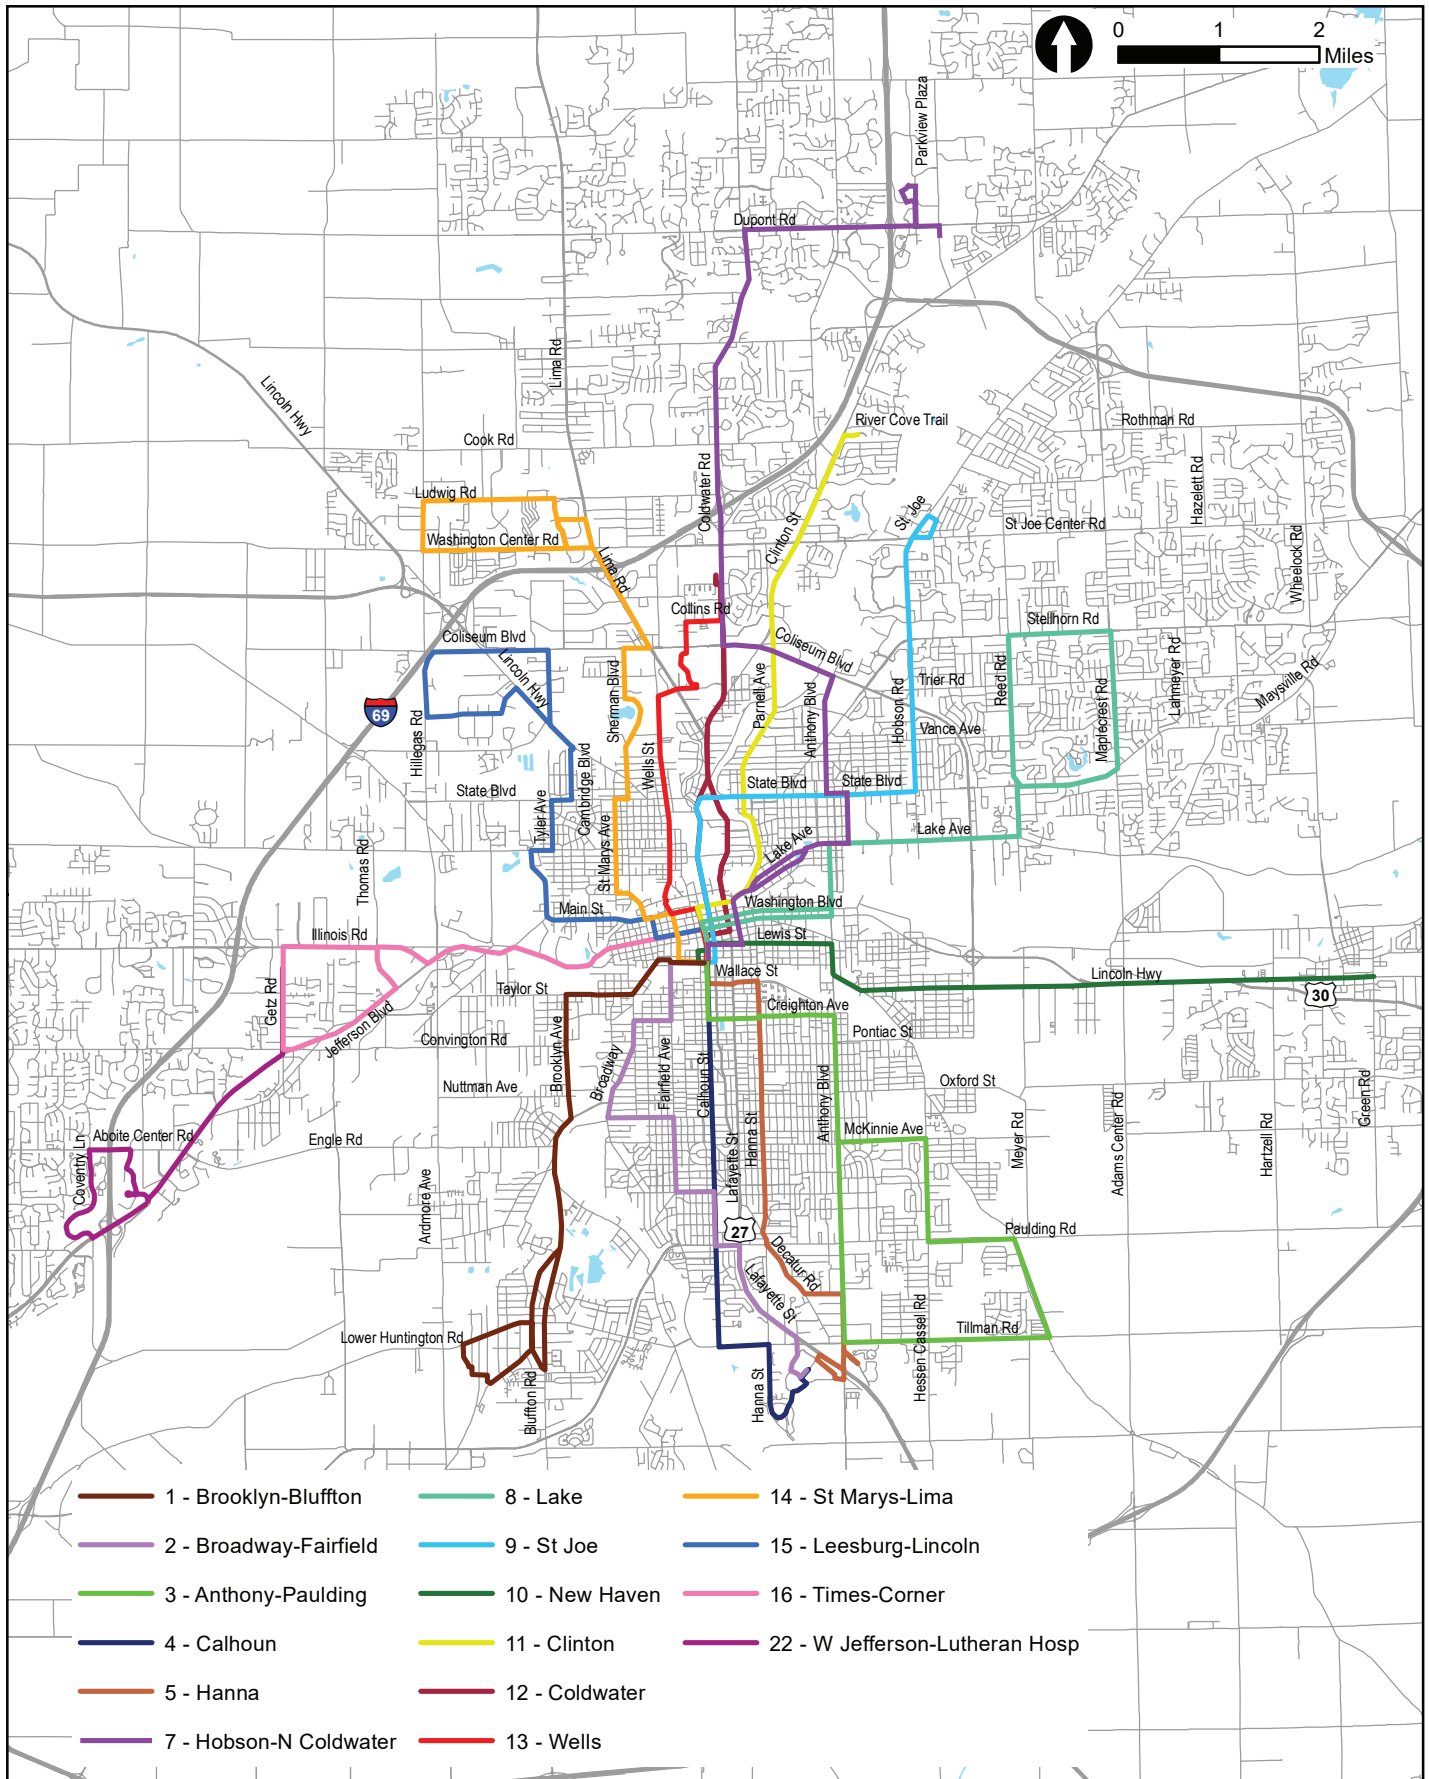 0 1 2
Miles
Parkview Plaza
Dupont Rd
Lima Rd
Lincoln Hwy
River Cove Trail
Rothman Rd
Cook Rd
Coldwater Rd
Hazelett Rd
Ludwig Rd
St. Joe
St Joe Center Rd
Clinton St
Washington Center Rd
Lima Rd
Wheelock Rd
Collins Rd
Stellhorn Rd
Coliseum Blvd
Coliseum Blvd
Lincoln Hwy
Sherman Blvd
Parnell Ave
Trier Rd
Reed Rd
Lahmeyer Rd
Maysville Rd
69
Hillegas Rd
Anthony Blvd
Hobson Rd
Vance Ave
Maplecrest Rd
Wells St
Cambridge Blvd
State Blvd
State Blvd
State Blvd
Tyler Ave
St Marys Ave
Lake Ave
Lake Ave
Thomas Rd
Main St
Washington Blvd
Illinois Rd
Lewis St
Wallace St
Lincoln Hwy
30
Taylor St
Getz Rd
Creighton Ave
Jefferson Blvd
Convington Rd
Pontiac St
Brooklyn Ave
Broadway
Fairfield Ave
Calhoun St
Nuttman Ave
Oxford St
Green Rd
Anthony Blvd
McKinnie Ave
Aboite Center Rd
Engle Rd
Hanna St
Meyer Rd
Adams Center Rd
Hartzell Rd
Coventry Ln
Lafayette St
Ardmore Ave
27
Paulding Rd
Decatur Rd
Lafayette St
Lower Huntington Rd
Tillman Rd
Hessen Cassel Rd
Bluffton Rd
Hanna St
1 - Brooklyn-Bluffton
2 - Broadway-Fairfield
3 - Anthony-Paulding
4 - Calhoun
5 - Hanna
7 - Hobson-N Coldwater
8 - Lake
9 - St Joe
10 - New Haven
11 - Clinton
12 - Coldwater
13 - Wells
14 - St Marys-Lima
15 - Leesburg-Lincoln
16 - Times-Corner
22 - W Jefferson-Lutheran Hosp